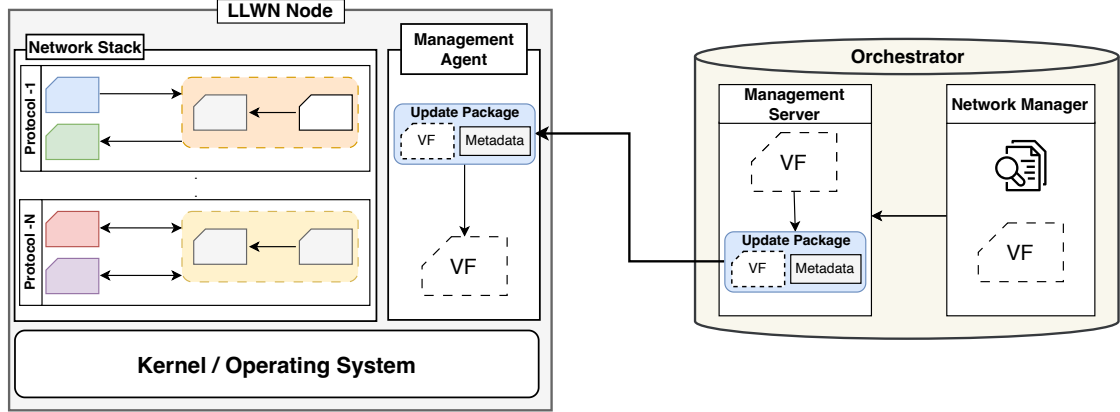 LLWN Node
Network Stack
Protocol -1
Protocol -N
Management
Agent
Update Package
VF
Metadata
VF
Kernel / Operating System
Orchestrator
Management
Server
VF
Update Package
VF
Metadata
Network Manager
VF